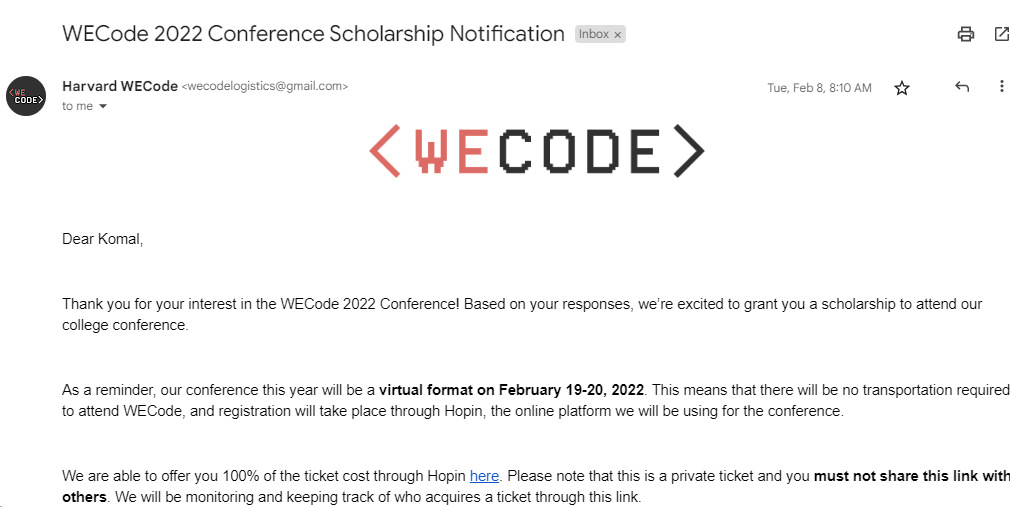 WECode 2022 Conference Scholarship Notification Inbox ×
Harvard WECode <wecodelogistics@gmail.com> Tue, Feb 8, 8:10 AM
<WE
CODE>
to me
<WECODE>
Dear Komal,
Thank you for your interest in the WECode 2022 Conference! Based on your responses, we're excited to grant you a scholarship to attend our
college conference.
As a reminder, our conference this year will be a virtual format on February 19-20, 2022. This means that there will be no transportation required
to attend WECode, and registration will take place through Hopin, the online platform we will be using for the conference.
We are able to offer you 100% of the ticket cost through Hopin here. Please note that this is a private ticket and you must not share this link with
others. We will be monitoring and keeping track of who acquires a ticket through this link.